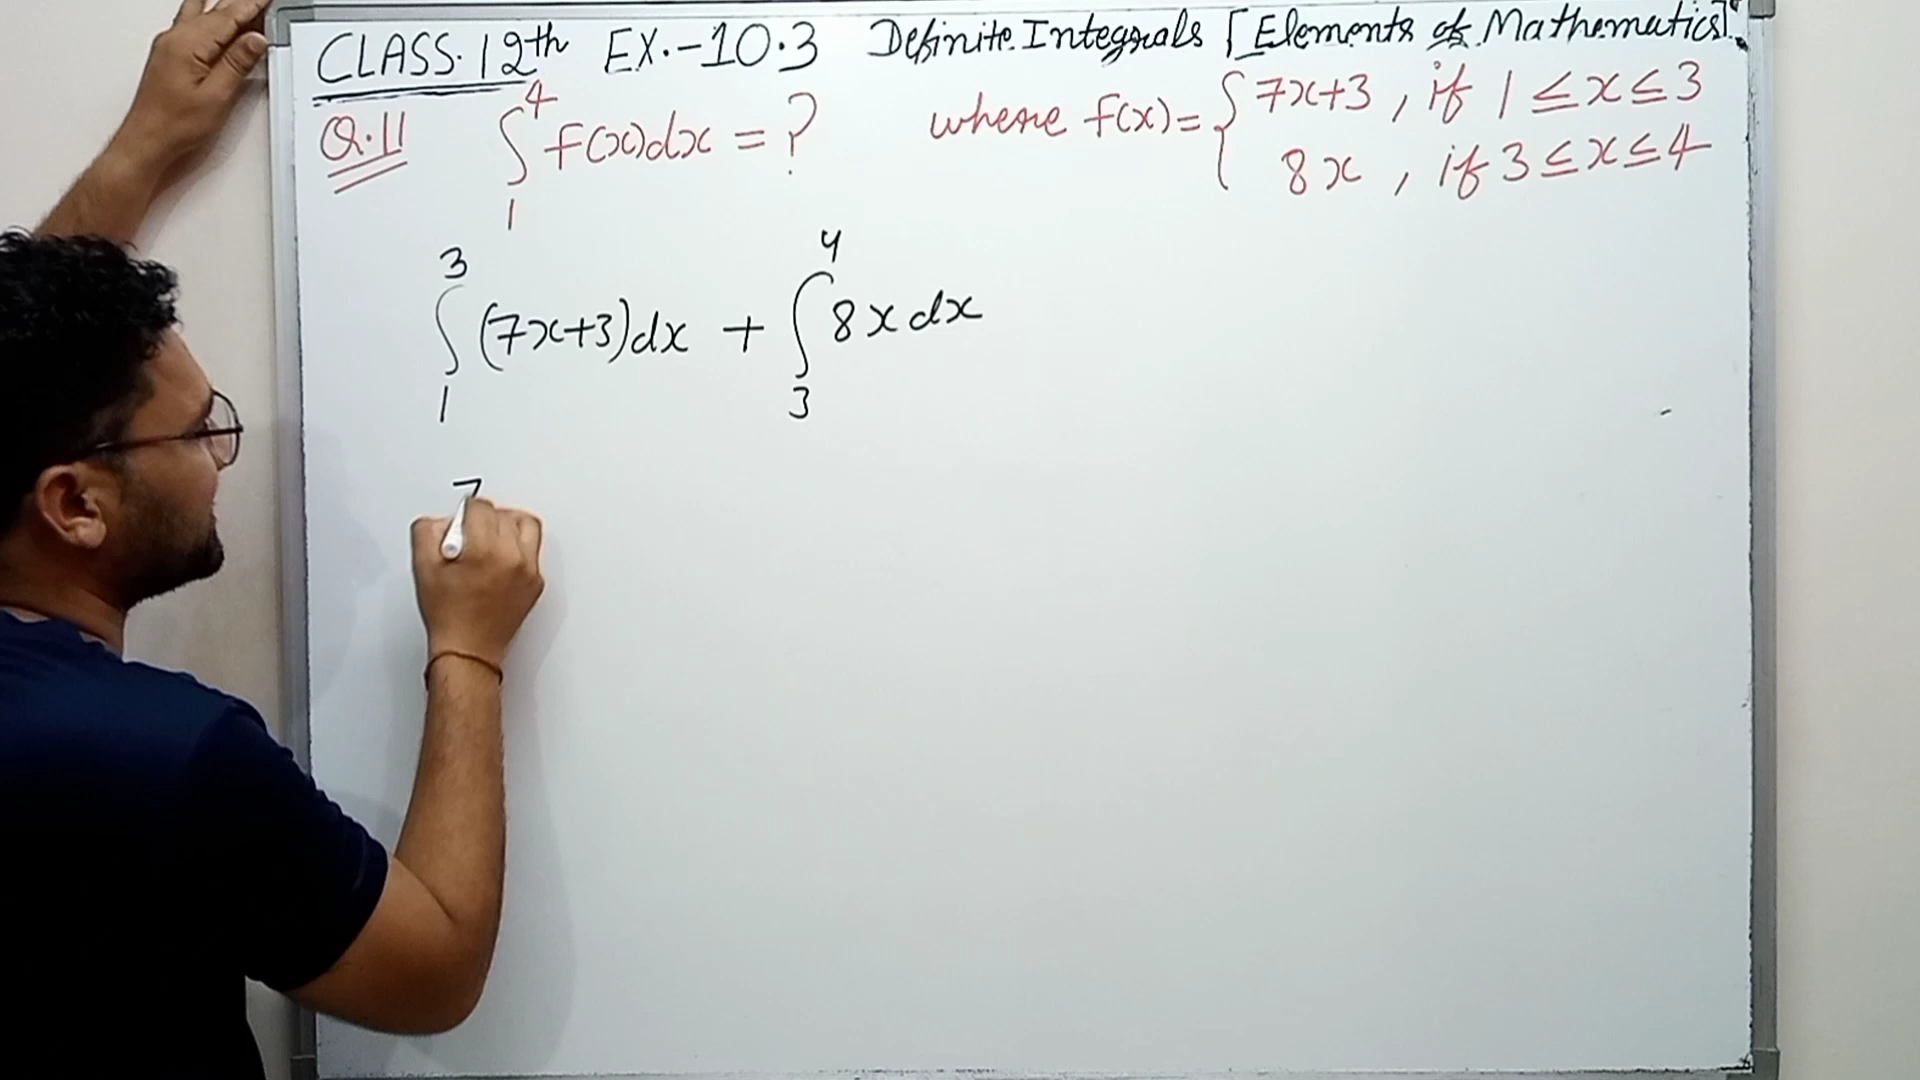 CLASS. 12th EX.-10.3 Definite Integrals [Elements of Mathematics]
Q.11 ∫₁⁴ f(x)dx = ? where f(x)= { 7x+3 , if 1 ≤ x ≤ 3
8x , if 3 ≤ x ≤ 4
∫₁³ (7x+3)dx + ∫₃⁴ 8x dx
7